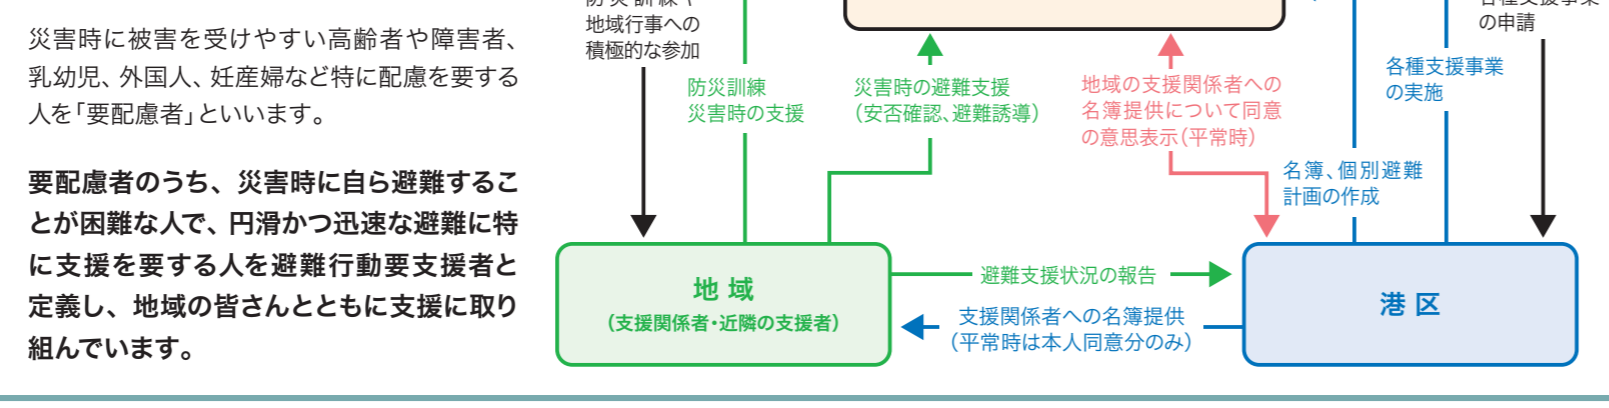 災害時に被害を受けやすい高齢者や障害者、
乳幼児、外国人、妊産婦など特に配慮を要する
人を「要配慮者」といいます。
要配慮者のうち、災害時に自ら避難するこ
とが困難な人で、円滑かつ迅速な避難に特
に支援を要する人を避難行動要支援者と
定義し、地域の皆さんとともに支援に取り
組んでいます。
防災訓練や
地域行事への
積極的な参加
防災訓練
災害時の支援
災害時の避難支援
(安否確認、避難誘導)
地域の支援関係者への
名簿提供について同意
の意思表示(平常時)
名簿、個別避難
計画の作成
各種支援事業
の実施
各種支援事業
の申請
地域
(支援関係者・近隣の支援者)
避難支援状況の報告
支援関係者への名簿提供
(平常時は本人同意分のみ)
港区